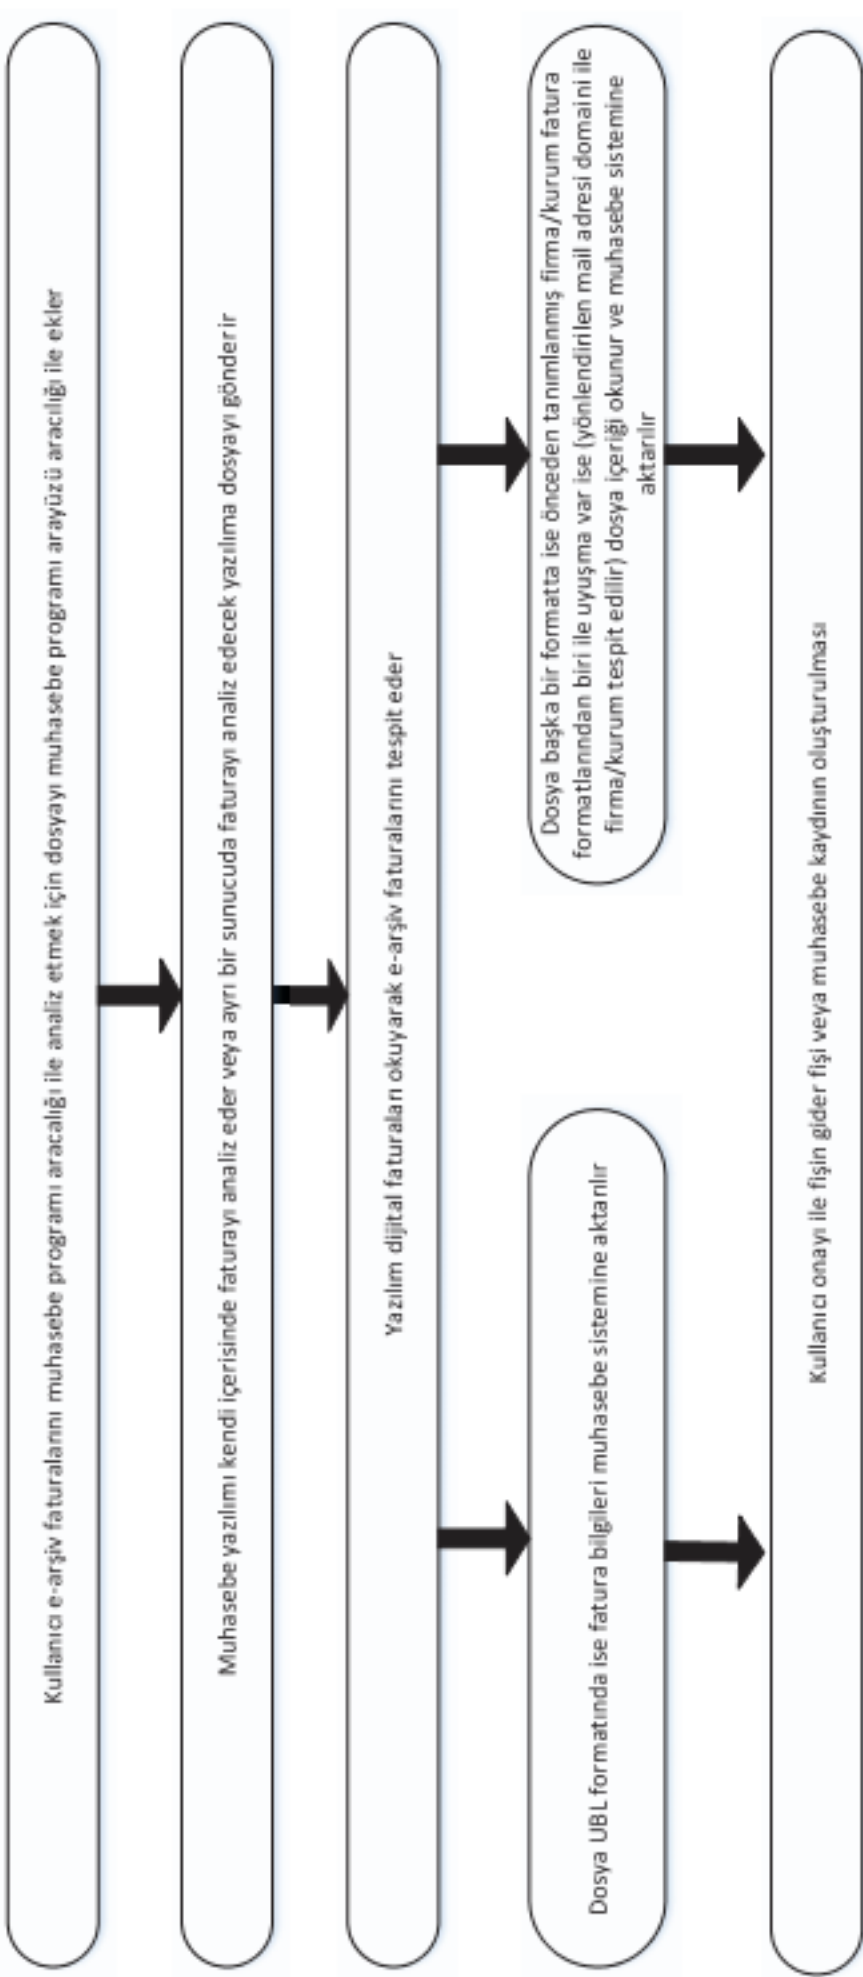 Kullanıcı e-arşiv faturalarını muhasebe programı aracalığı ile analiz etmek için dosyayı muhasebe programı arayüzü aracılığı ile ekler
Muhasebe yazılımı kendi içerisinde faturayı analiz eder veya ayrı bir sunucuda faturayı analiz edecek yazılıma dosyayı gönderir
Yazılım dijital faturaları okuyarak e-arşiv faturalarını tespit eder
Dosya UBL formatında ise fatura bilgileri muhasebe sistemine aktarılır
Dosya başka bir formatta ise önceden tanımlanmış firma/kurum fatura
formatlarından biri ile uyuşma var ise (yönlendirilen mail adresi domaini ile
firma/kurum tespit edilir) dosya içeriği okunur ve muhasebe sistemine
aktarılır
Kullanıcı onayı ile fişin gider fişi veya muhasebe kaydının oluşturulması